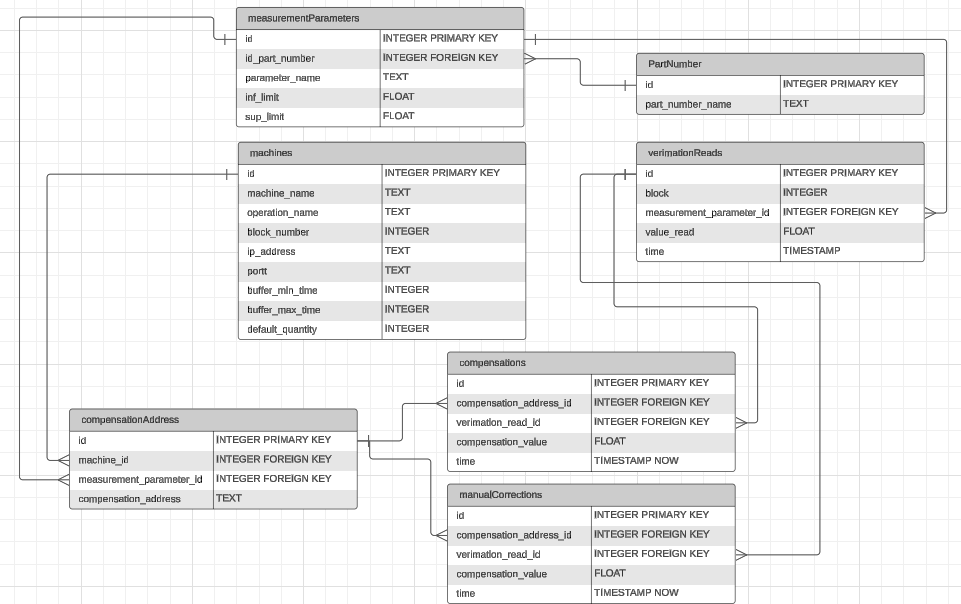 measurementParameters
id INTEGER PRIMARY KEY
id_part_number INTEGER FOREIGN KEY
parameter_name TEXT
inf_limit FLOAT
sup_limit FLOAT
PartNumber
id INTEGER PRIMARY KEY
part_number_name TEXT
machines
id INTEGER PRIMARY KEY
machine_name TEXT
operation_name TEXT
block_number INTEGER
ip_address TEXT
portt TEXT
buffer_min_time INTEGER
buffer_max_time INTEGER
default_quantity INTEGER
verimationReads
id INTEGER PRIMARY KEY
block INTEGER
measurement_parameter_id INTEGER FOREIGN KEY
value_read FLOAT
time TIMESTAMP
compensations
id INTEGER PRIMARY KEY
compensation_address_id INTEGER FOREIGN KEY
verimation_read_id INTEGER FOREIGN KEY
compensation_value FLOAT
time TIMESTAMP NOW
compensationAddress
id INTEGER PRIMARY KEY
machine_id INTEGER FOREIGN KEY
measurement_parameter_id INTEGER FOREIGN KEY
compensation_address TEXT
manualCorrections
id INTEGER PRIMARY KEY
compensation_address_id INTEGER FOREIGN KEY
verimation_read_id INTEGER FOREIGN KEY
compensation_value FLOAT
time TIMESTAMP NOW